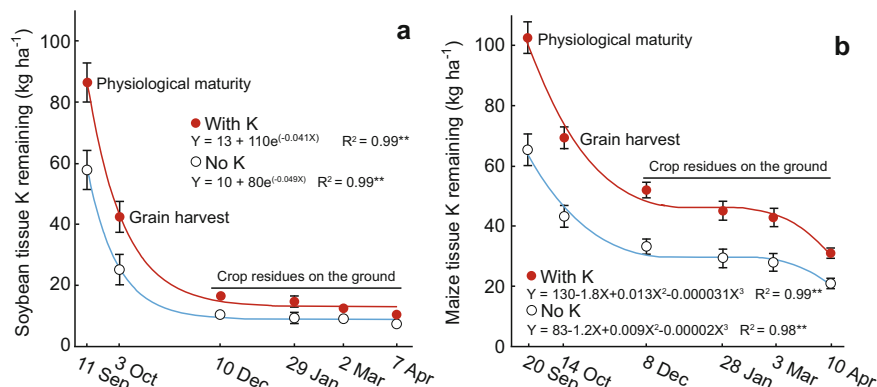 a
Soybean tissue K remaining (kg ha⁻¹)
100
80
60
40
20
0
Physiological maturity
With K
Y = 13 + 110e^(-0.041X) R² = 0.99**
No K
Y = 10 + 80e^(-0.049X) R² = 0.99**
Grain harvest
Crop residues on the ground
11 Sep
3 Oct
10 Dec
29 Jan
2 Mar
7 Apr
b
Maize tissue K remaining (kg ha⁻¹)
100
80
60
40
20
0
Physiological maturity
Grain harvest
Crop residues on the ground
With K
Y = 130-1.8X+0.013X²-0.000031X³ R² = 0.99**
No K
Y = 83-1.2X+0.009X²-0.00002X³ R² = 0.98**
20 Sep
14 Oct
8 Dec
28 Jan
3 Mar
10 Apr